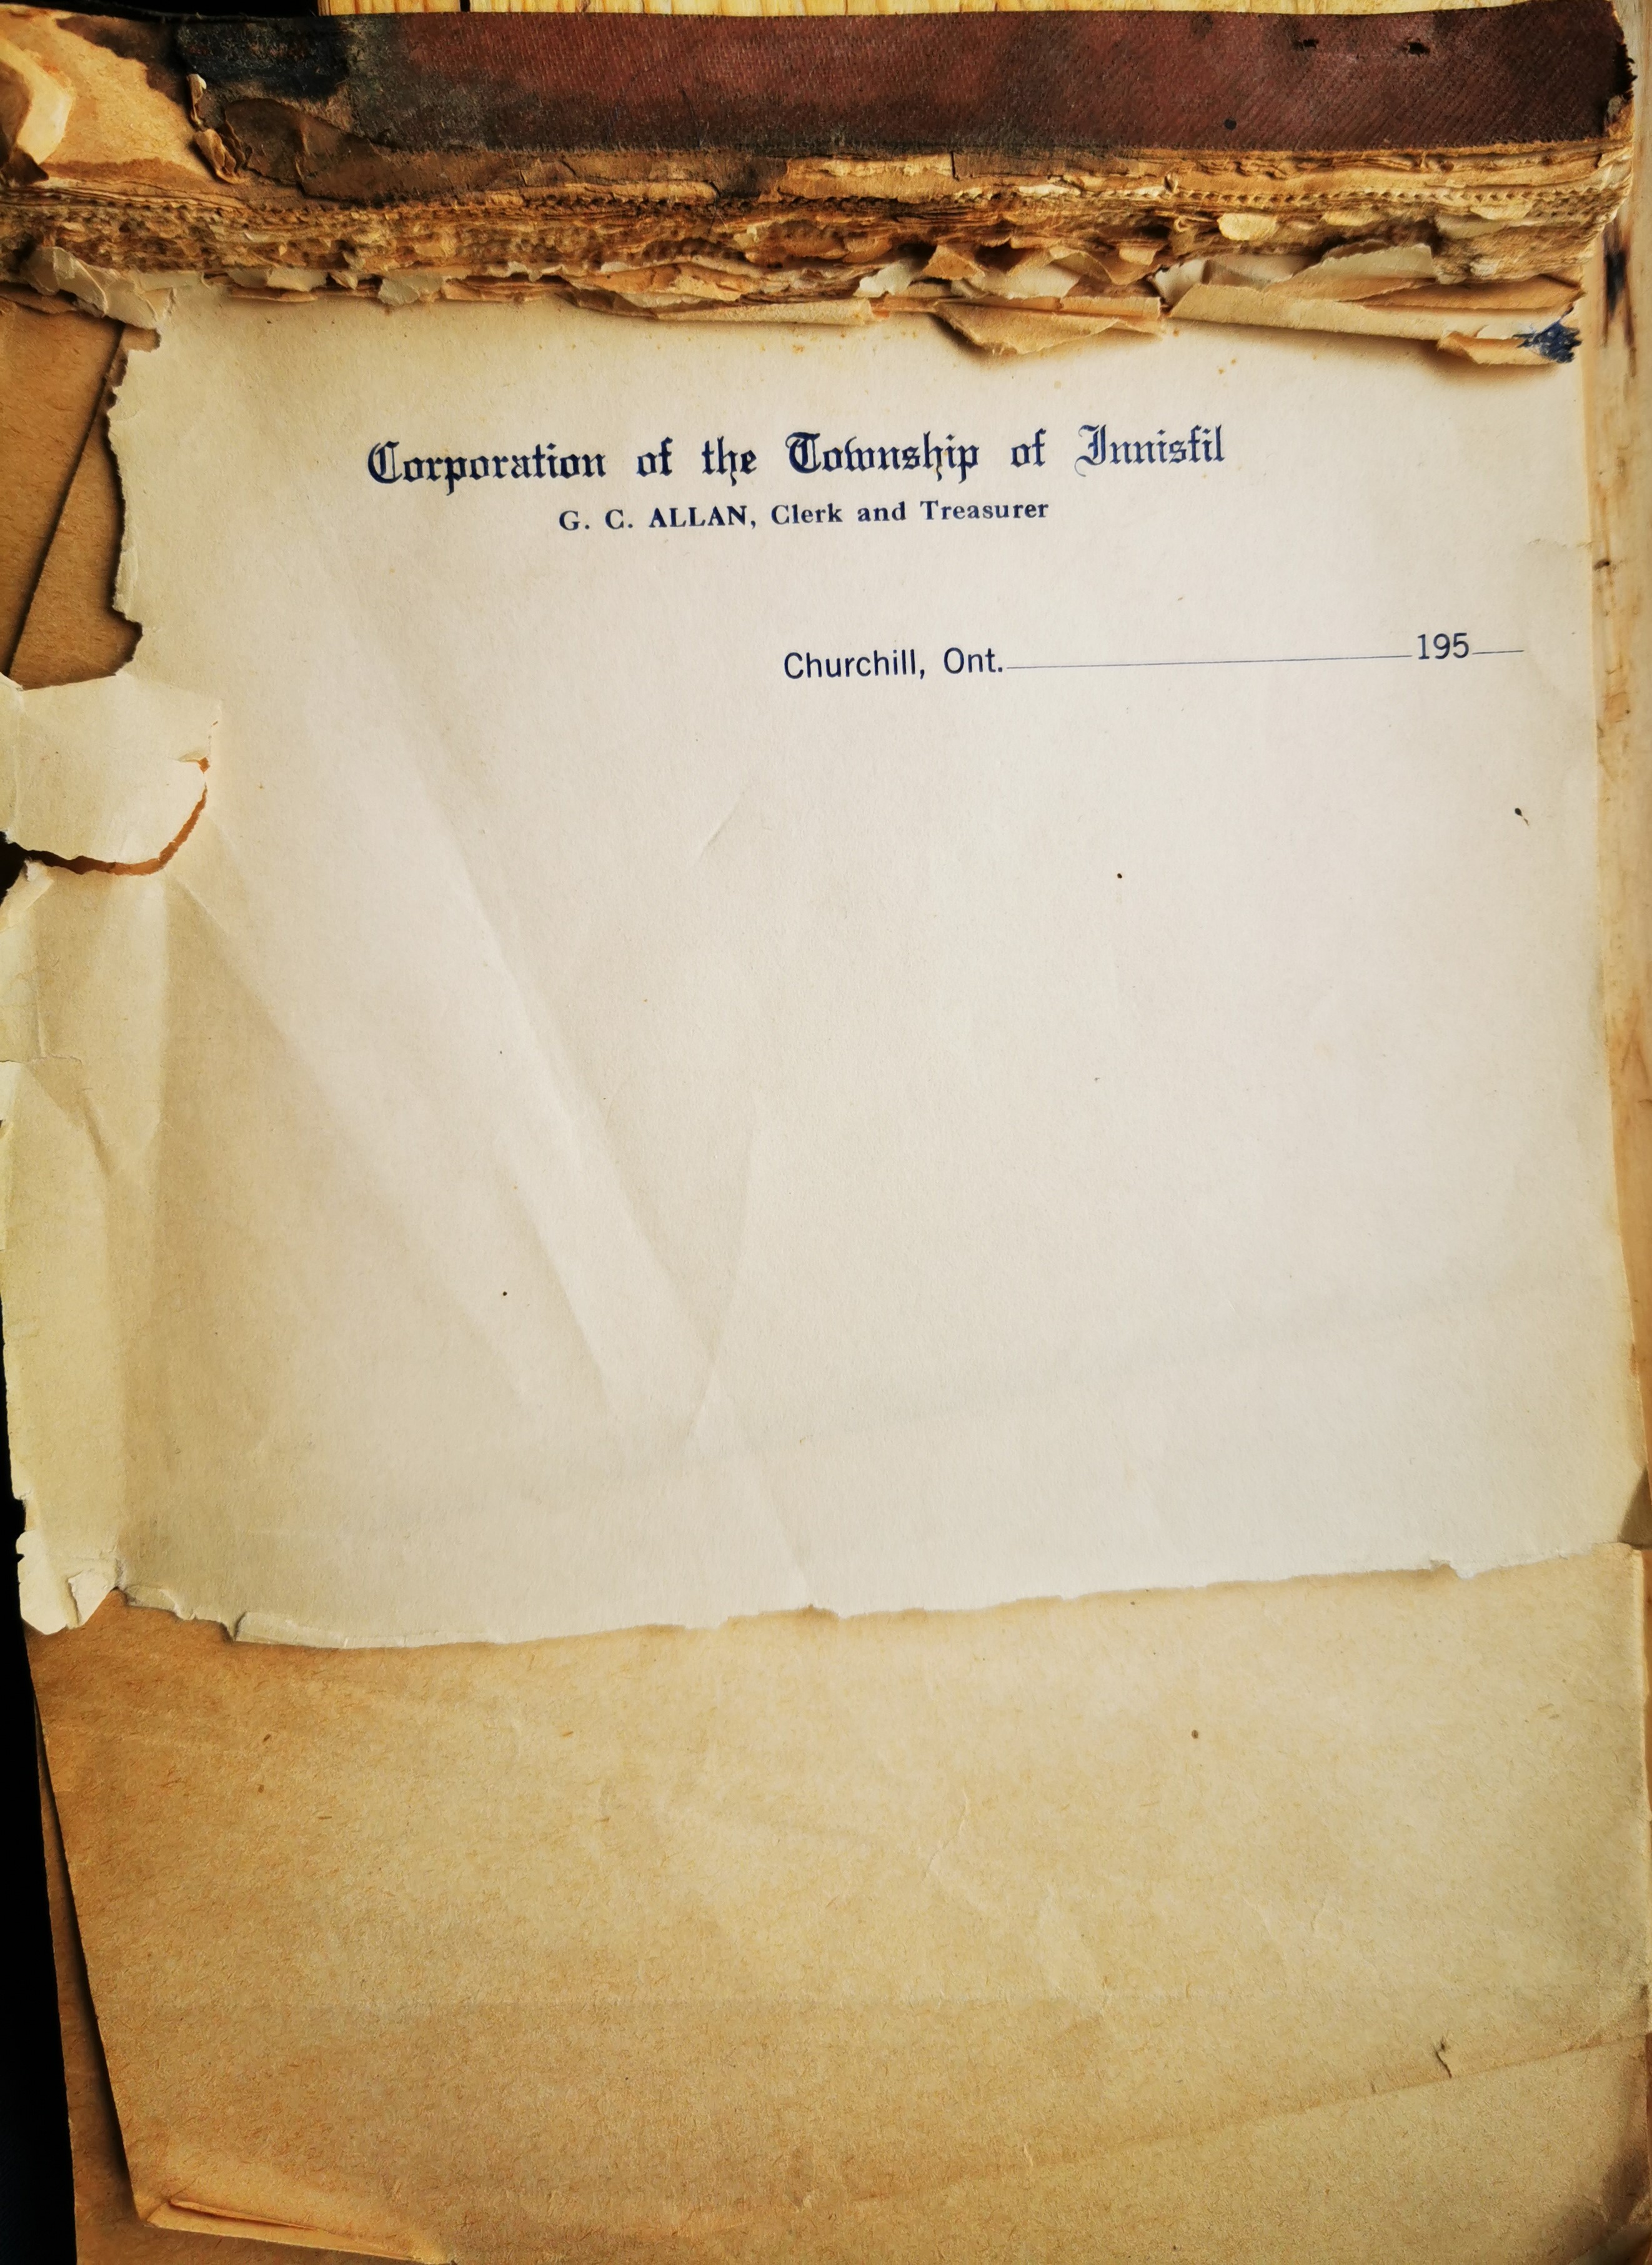 Corporation of the Township of Innisfil
G. C. ALLAN, Clerk and Treasurer
Churchill, Ont. 195